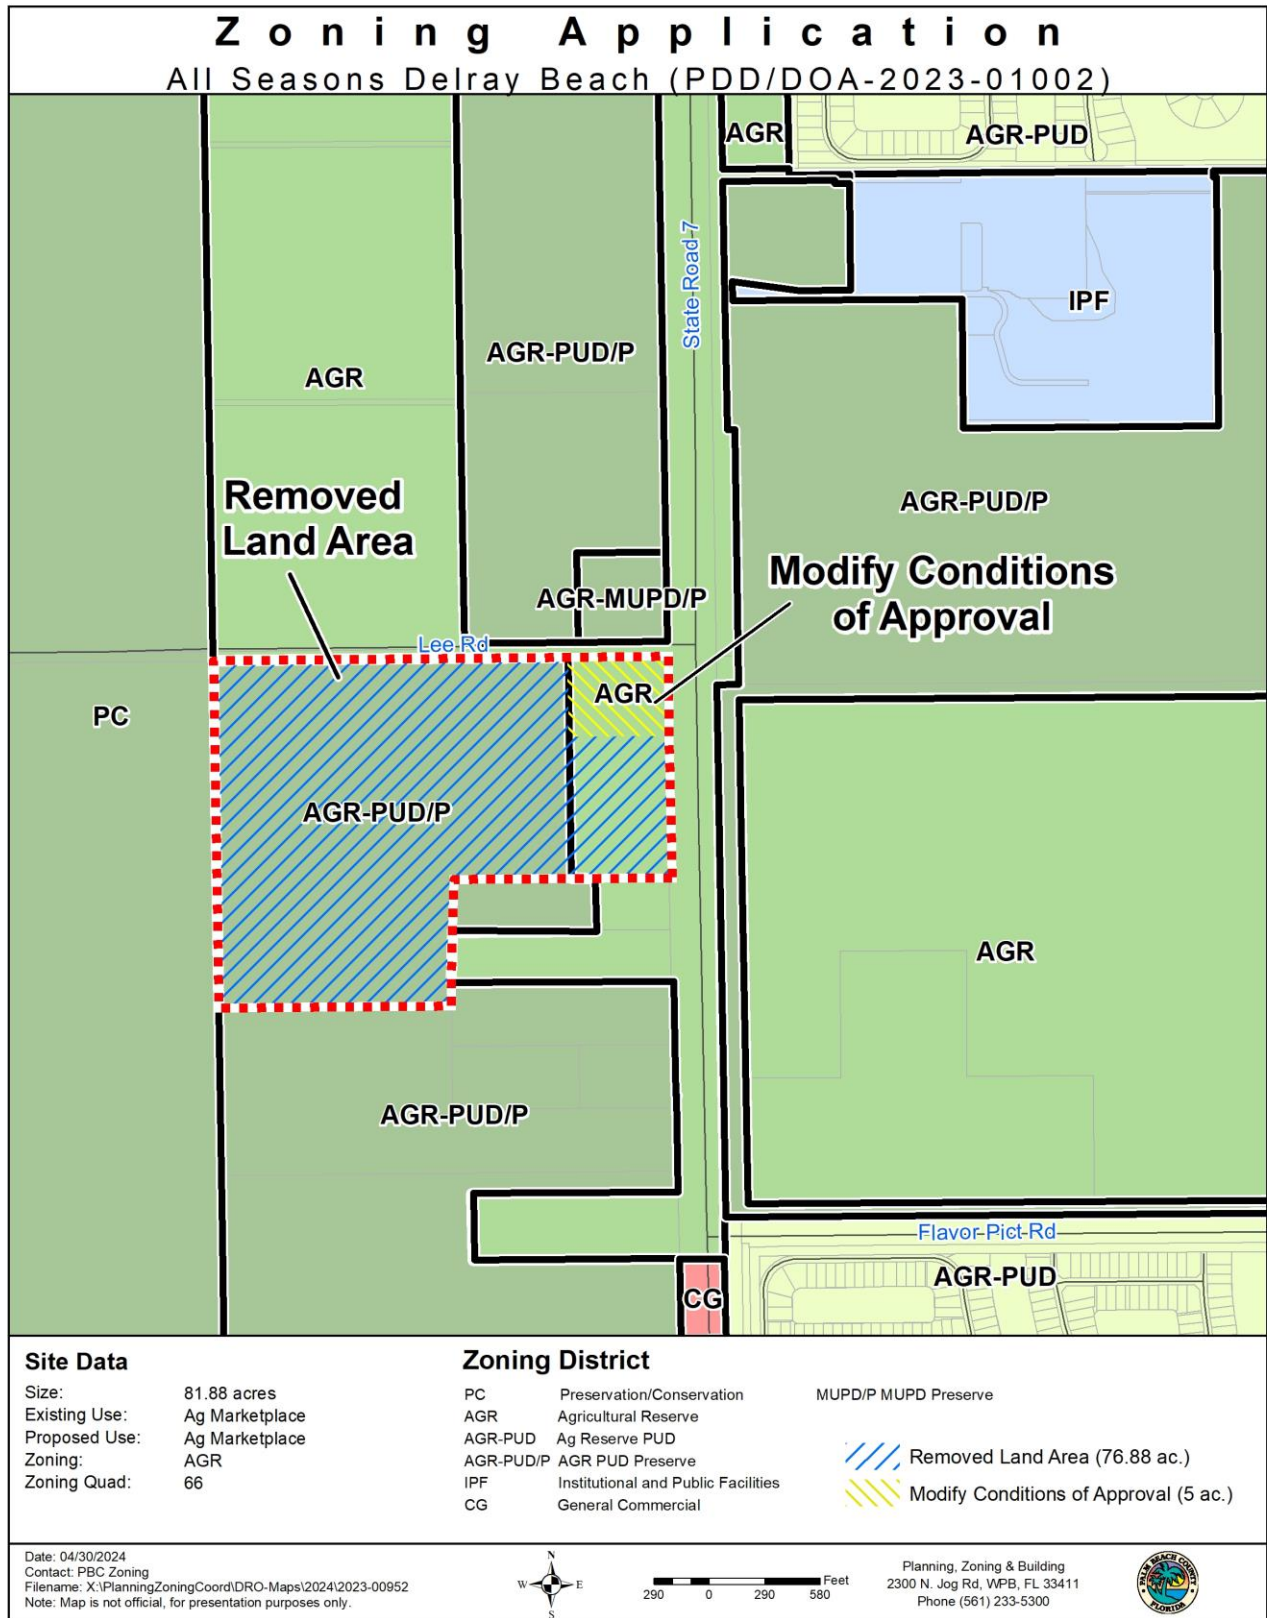 Zoning Application
All Seasons Delray Beach (PDD/DOA-2023-01002)
AGR
AGR-PUD
State Road 7
IPF
AGR-PUD/P
AGR
AGR-PUD/P
Removed
Land Area
Modify Conditions
of Approval
AGR-MUPD/P
Lee Rd
AGR
PC
AGR-PUD/P
AGR
AGR-PUD/P
Flavor Pict Rd
AGR-PUD
CG
Site Data
Size: 81.88 acres
Existing Use: Ag Marketplace
Proposed Use: Ag Marketplace
Zoning: AGR
Zoning Quad: 66
Zoning District
PC Preservation/Conservation
AGR Agricultural Reserve
AGR-PUD Ag Reserve PUD
AGR-PUD/P AGR PUD Preserve
IPF Institutional and Public Facilities
CG General Commercial
MUPD/P MUPD Preserve
Removed Land Area (76.88 ac.)
Modify Conditions of Approval (5 ac.)
Date: 04/30/2024
Contact: PBC Zoning
Filename: X:\PlanningZoningCoord\DRO-Maps\2024\2023-00952
Note: Map is not official, for presentation purposes only.
N
W E
S
Feet
290 0 290 580
Planning, Zoning & Building
2300 N. Jog Rd, WPB, FL 33411
Phone (561) 233-5300
PALM BEACH COUNTY
FLORIDA